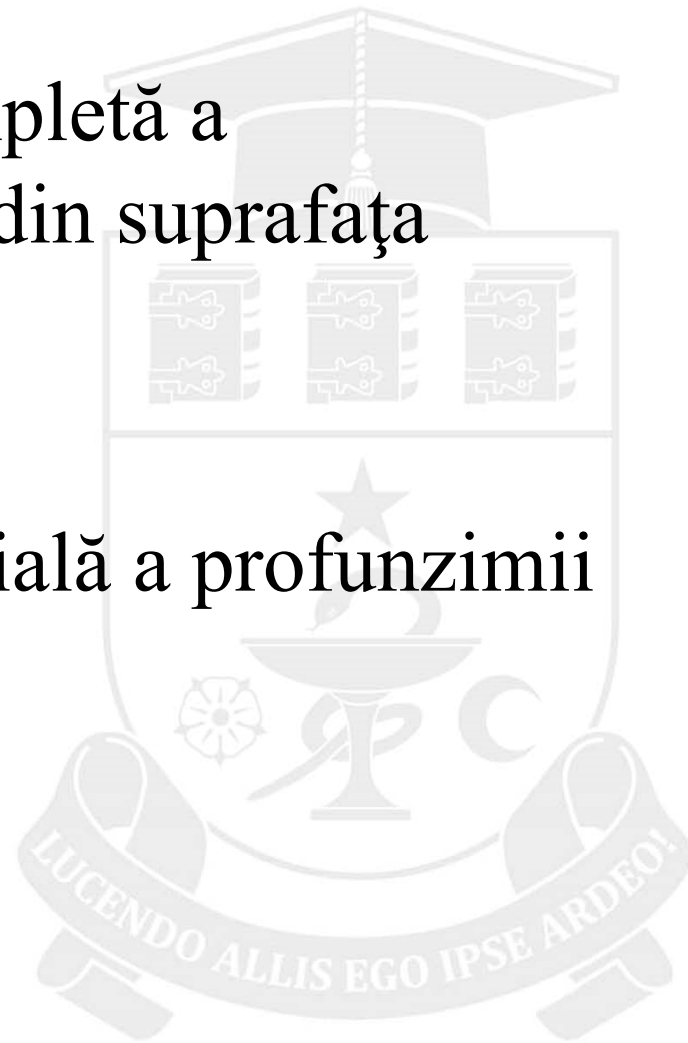 pletă a
din suprafaţa
ială a profunzimii
LUCENDO ALLIS EGO IPSE ARDEO!